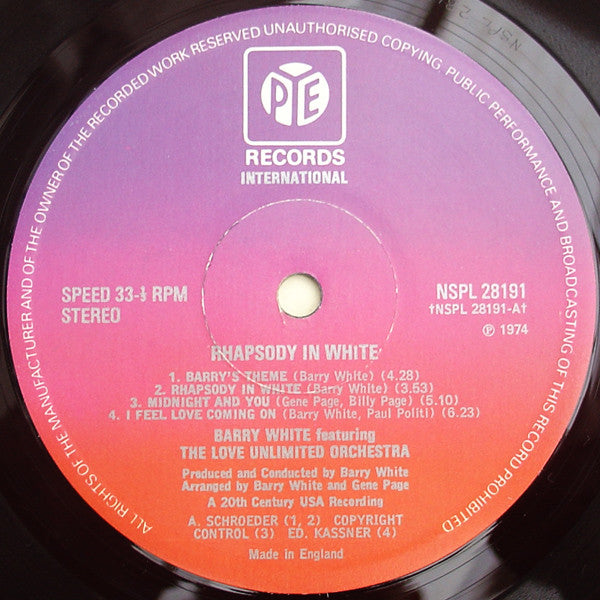 ALL RIGHTS OF THE MANUFACTURER AND OF THE OWNER OF THE RECORDED WORK RESERVED UNAUTHORISED COPYING, PUBLIC PERFORMANCE AND BROADCASTING OF THIS RECORD PROHIBITED
PYE
RECORDS
INTERNATIONAL
SPEED 33-⅓ RPM
STEREO
NSPL 28191
†NSPL 28191-A†
℗ 1974
RHAPSODY IN WHITE
1. BARRY'S THEME (Barry White) (4.28)
2. RHAPSODY IN WHITE (Barry White) (3.53)
3. MIDNIGHT AND YOU (Gene Page, Billy Page) (5.10)
4. I FEEL LOVE COMING ON (Barry White, Paul Politi) (6.23)
BARRY WHITE featuring
THE LOVE UNLIMITED ORCHESTRA
Produced and Conducted by Barry White
Arranged by Barry White and Gene Page
A 20th Century USA Recording
A. SCHROEDER (1, 2) COPYRIGHT
CONTROL (3) ED. KASSNER (4)
Made in England